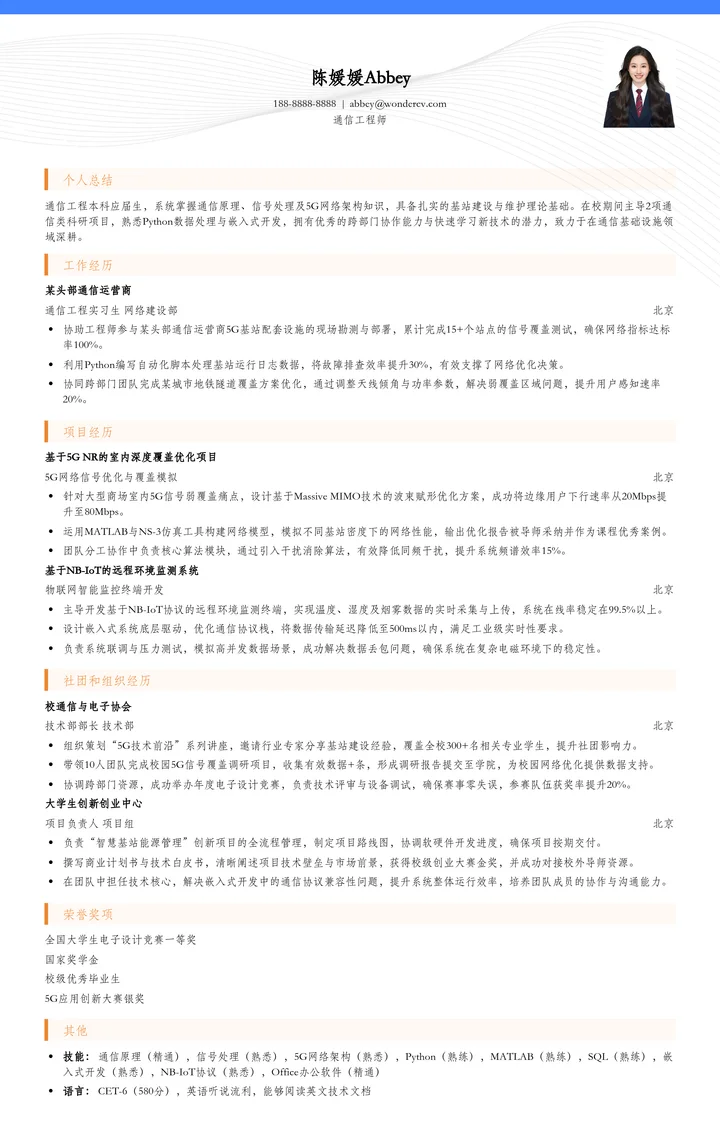 陈媛媛Abbey
188-8888-8888 | abbey@wondercv.com
通信工程师
个人总结
通信工程本科应届生，系统掌握通信原理、信号处理及5G网络架构知识，具备扎实的基站建设与维护理论基础。在校期间主导2项通
信类科研项目，熟悉Python数据处理与嵌入式开发，拥有优秀的跨部门协作能力与快速学习新技术的潜力，致力于在通信基础设施领
域深耕。
工作经历
某头部通信运营商
通信工程实习生 网络建设部 北京
• 协助工程师参与某头部通信运营商5G基站配套设施的现场勘测与部署，累计完成15+个站点的信号覆盖测试，确保网络指标达标
率100%。
• 利用Python编写自动化脚本处理基站运行日志数据，将故障排查效率提升30%，有效支撑了网络优化决策。
• 协同跨部门团队完成某城市地铁隧道覆盖方案优化，通过调整天线倾角与功率参数，解决弱覆盖区域问题，提升用户感知速率
20%。
项目经历
基于5G NR的室内深度覆盖优化项目
5G网络信号优化与覆盖模拟 北京
• 针对大型商场室内5G信号弱覆盖痛点，设计基于Massive MIMO技术的波束赋形优化方案，成功将边缘用户下行速率从20Mbps提
升至80Mbps。
• 运用MATLAB与NS-3仿真工具构建网络模型，模拟不同基站密度下的网络性能，输出优化报告被导师采纳并作为课程优秀案例。
• 团队分工协作中负责核心算法模块，通过引入干扰消除算法，有效降低同频干扰，提升系统频谱效率15%。
基于NB-IoT的远程环境监测系统
物联网智能监控终端开发 北京
• 主导开发基于NB-IoT协议的远程环境监测终端，实现温度、湿度及烟雾数据的实时采集与上传，系统在线率稳定在99.5%以上。
• 设计嵌入式系统底层驱动，优化通信协议栈，将数据传输延迟降低至500ms以内，满足工业级实时性要求。
• 负责系统联调与压力测试，模拟高并发数据场景，成功解决数据丢包问题，确保系统在复杂电磁环境下的稳定性。
社团和组织经历
校通信与电子协会
技术部部长 技术部 北京
• 组织策划“5G技术前沿”系列讲座，邀请行业专家分享基站建设经验，覆盖全校300+名相关专业学生，提升社团影响力。
• 带领10人团队完成校园5G信号覆盖调研项目，收集有效数据+条，形成调研报告提交至学院，为校园网络优化提供数据支持。
• 协调跨部门资源，成功举办年度电子设计竞赛，负责技术评审与设备调试，确保赛事零失误，参赛队伍获奖率提升20%。
大学生创新创业中心
项目负责人 项目组 北京
• 负责“智慧基站能源管理”创新项目的全流程管理，制定项目路线图，协调软硬件开发进度，确保项目按期交付。
• 撰写商业计划书与技术白皮书，清晰阐述项目技术壁垒与市场前景，获得校级创业大赛金奖，并成功对接校外导师资源。
• 在团队中担任技术核心，解决嵌入式开发中的通信协议兼容性问题，提升系统整体运行效率，培养团队成员的协作与沟通能力。
荣誉奖项
全国大学生电子设计竞赛一等奖
国家奖学金
校级优秀毕业生
5G应用创新大赛银奖
其他
• 技能： 通信原理（精通），信号处理（熟悉），5G网络架构（熟悉），Python（熟练），MATLAB（熟练），SQL（熟练），嵌
入式开发（熟悉），NB-IoT协议（熟悉），Office办公软件（精通）
• 语言： CET-6（580分），英语听说流利，能够阅读英文技术文档